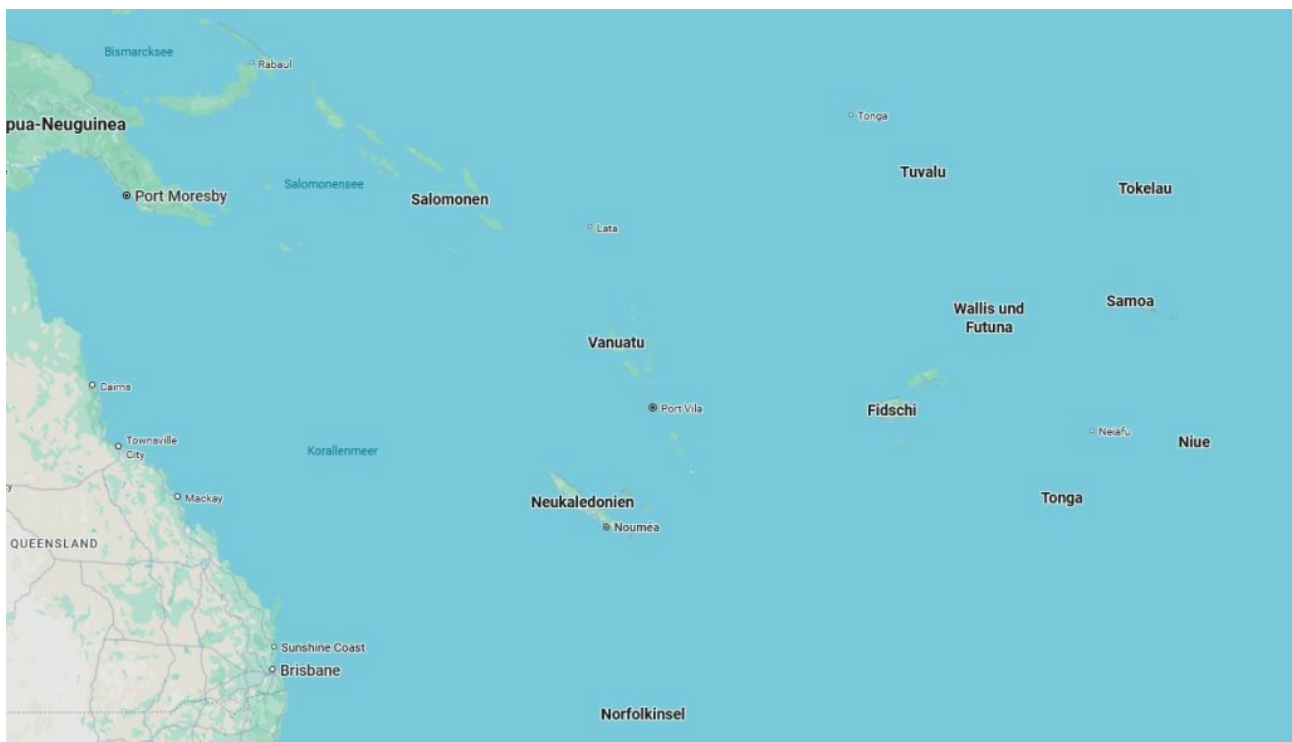 Bismarcksee
Rabaul
pua-Neuguinea
Tonga
Tuvalu
Tokelau
Salomonensee
Port Moresby
Salomonen
Lata
Samoa
Wallis und
Futuna
Vanuatu
Cairns
Port Vila
Fidschi
Neiafu
Townsville
City
Niue
Korallenmeer
Mackay
Tonga
Neukaledonien
Nouméa
QUEENSLAND
Sunshine Coast
Brisbane
Norfolkinsel